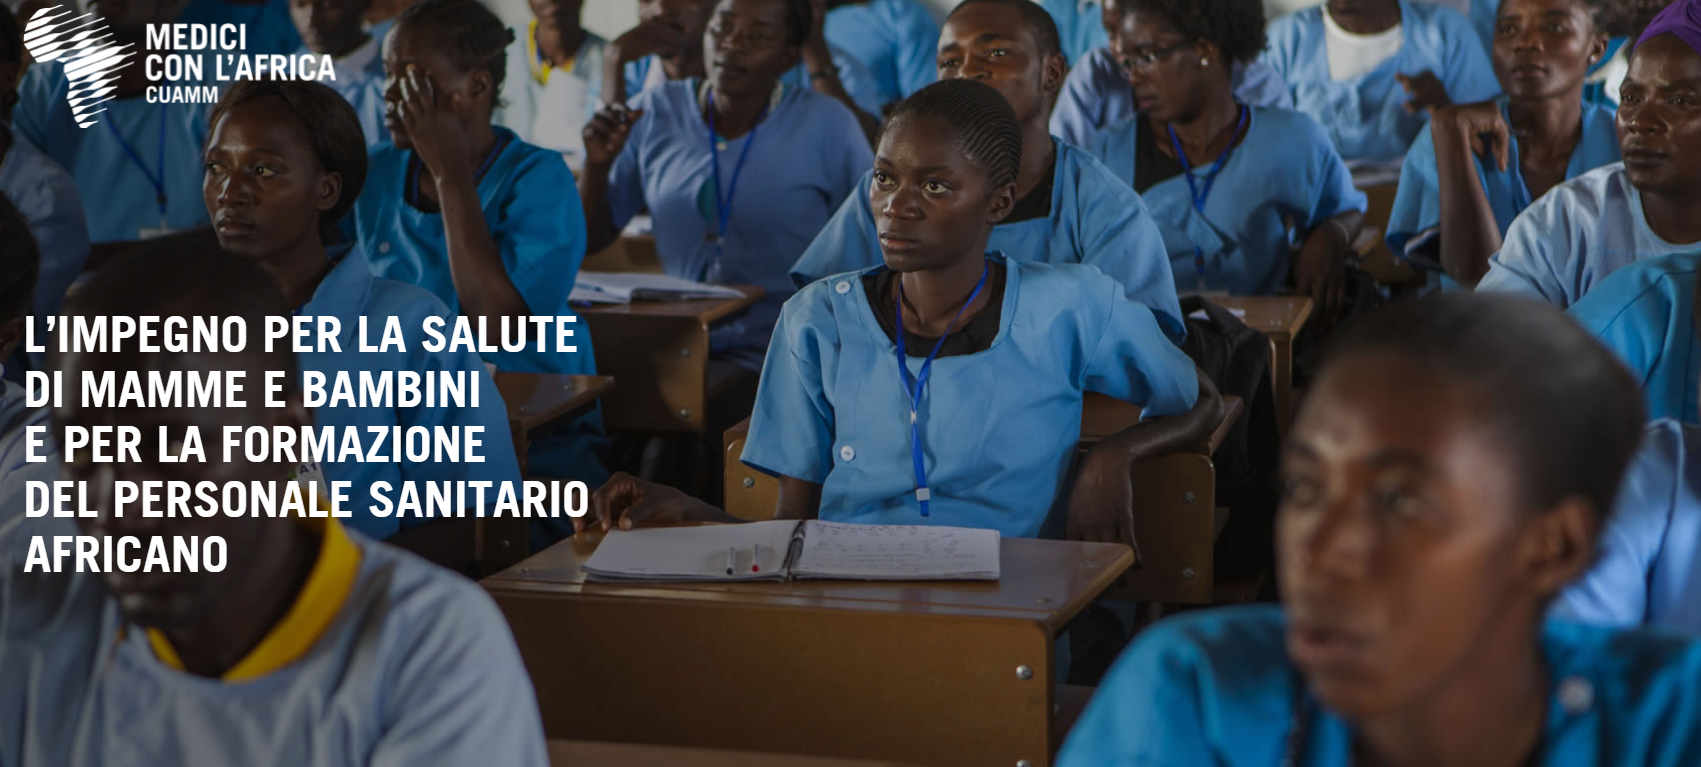 MEDICI
CON L'AFRICA
CUAMM
L'IMPEGNO PER LA SALUTE
DI MAMME E BAMBINI
E PER LA FORMAZIONE
DEL PERSONALE SANITARIO
AFRICANO